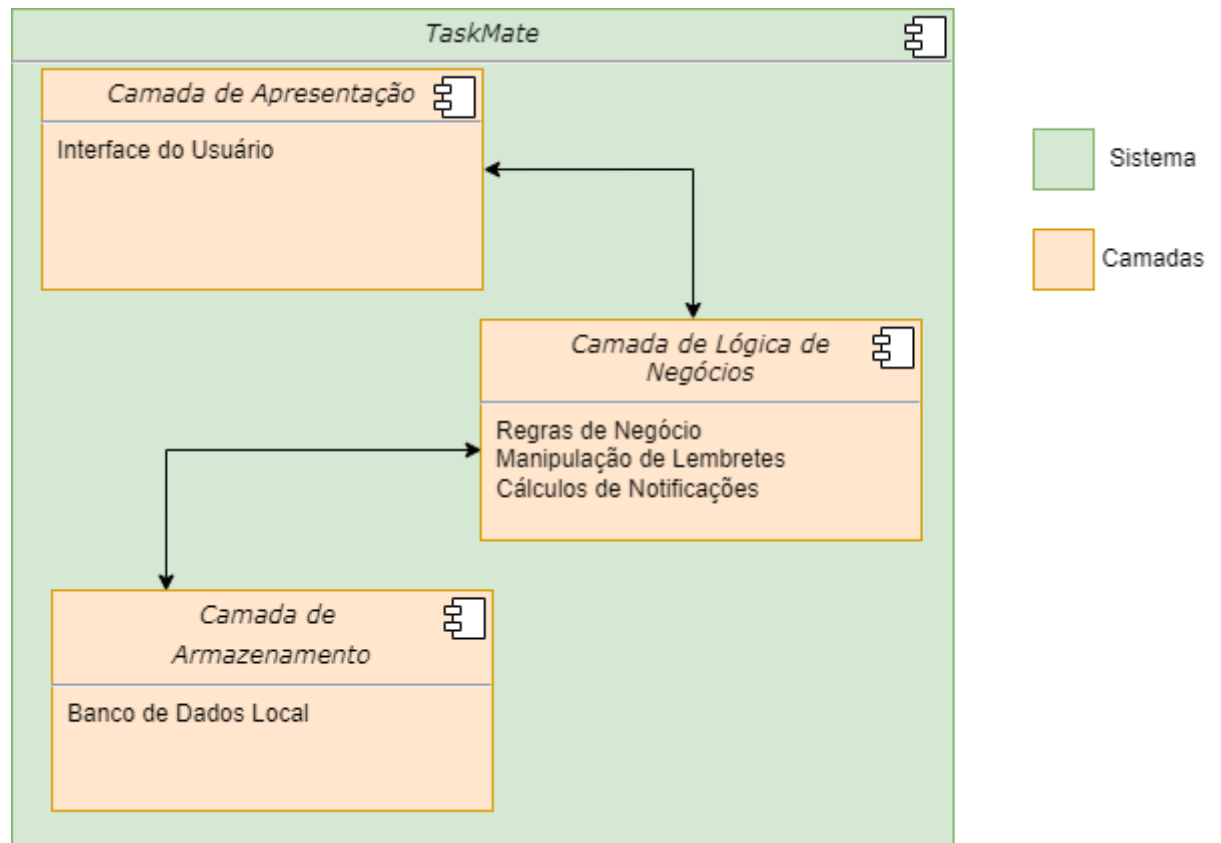 TaskMate
Camada de Apresentação
Interface do Usuário
Sistema
Camadas
Camada de Lógica de
Negócios
Regras de Negócio
Manipulação de Lembretes
Cálculos de Notificações
Camada de
Armazenamento
Banco de Dados Local